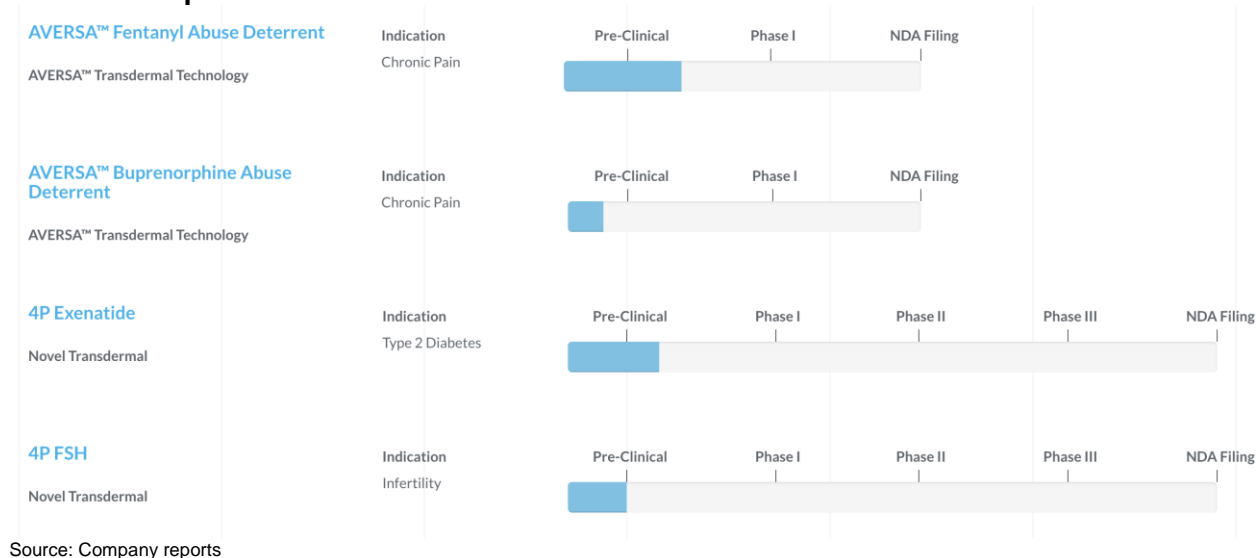 AVERSA™ Fentanyl Abuse Deterrent
Indication
Pre-Clinical
Phase I
NDA Filing
Chronic Pain
AVERSA™ Transdermal Technology
AVERSA™ Buprenorphine Abuse
Deterrent
Indication
Pre-Clinical
Phase I
NDA Filing
Chronic Pain
AVERSA™ Transdermal Technology
4P Exenatide
Indication
Pre-Clinical
Phase I
Phase II
Phase III
NDA Filing
Type 2 Diabetes
Novel Transdermal
4P FSH
Indication
Pre-Clinical
Phase I
Phase II
Phase III
NDA Filing
Infertility
Novel Transdermal
Source: Company reports